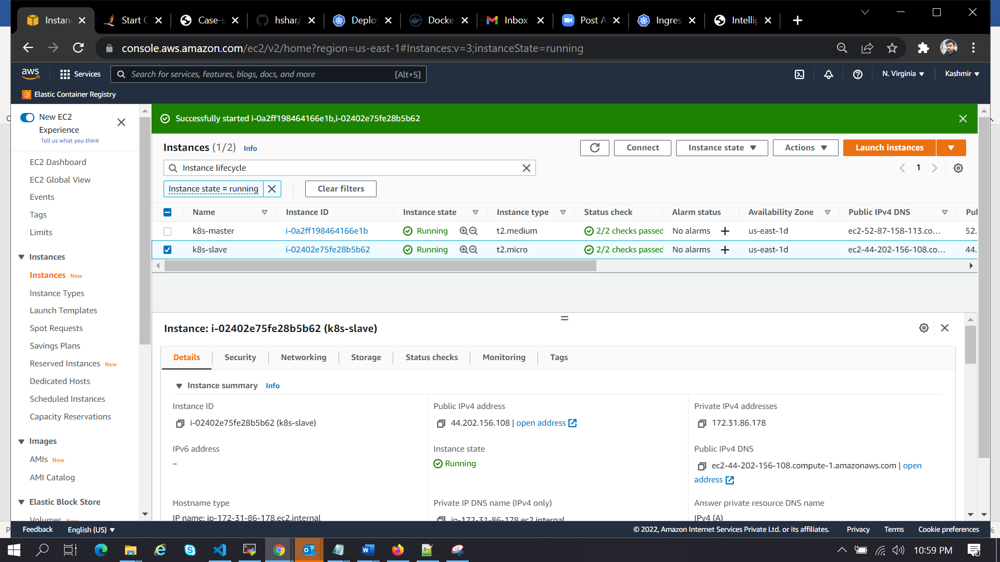 Instan
Start C
Case-s
hshar/
Deploy
Docke
Inbox
Post A
Ingres
Intellip
console.aws.amazon.com/ec2/v2/home?region=us-east-1#Instances:v=3;instanceState=running
aws
Services
Search for services, features, blogs, docs, and more
[Alt+S]
N. Virginia
Kashmir
Elastic Container Registry
New EC2
Experience
Tell us what you think
EC2 Dashboard
EC2 Global View
Events
Tags
Limits
Instances
Instances New
Instance Types
Launch Templates
Spot Requests
Savings Plans
Reserved Instances New
Dedicated Hosts
Scheduled Instances
Capacity Reservations
Images
AMIs New
AMI Catalog
Elastic Block Store
Volumes New
Successfully started i-0a2ff198464166e1b,i-02402e75fe28b5b62
Instances (1/2) Info
Connect
Instance state
Actions
Launch instances
Instance lifecycle
1
Instance state = running
Clear filters
Name Instance ID Instance state Instance type Status check Alarm status Availability Zone Public IPv4 DNS Pul
k8s-master i-0a2ff198464166e1b Running t2.medium 2/2 checks passed No alarms + us-east-1d ec2-52-87-158-113.co... 52.
k8s-slave i-02402e75fe28b5b62 Running t2.micro 2/2 checks passed No alarms + us-east-1d ec2-44-202-156-108.co... 44.
Instance: i-02402e75fe28b5b62 (k8s-slave)
Details Security Networking Storage Status checks Monitoring Tags
Instance summary Info
Instance ID
i-02402e75fe28b5b62 (k8s-slave)
Public IPv4 address
44.202.156.108 | open address
Private IPv4 addresses
172.31.86.178
IPv6 address
–
Instance state
Running
Public IPv4 DNS
ec2-44-202-156-108.compute-1.amazonaws.com | open
address
Hostname type
IP name: ip-172-31-86-178.ec2.internal
Private IP DNS name (IPv4 only)
ip-172-31-86-178.ec2.internal
Answer private resource DNS name
IPv4 (A)
Feedback
English (US)
© 2022, Amazon Internet Services Private Ltd. or its affiliates.
Privacy
Terms
Cookie preferences
10:59 PM